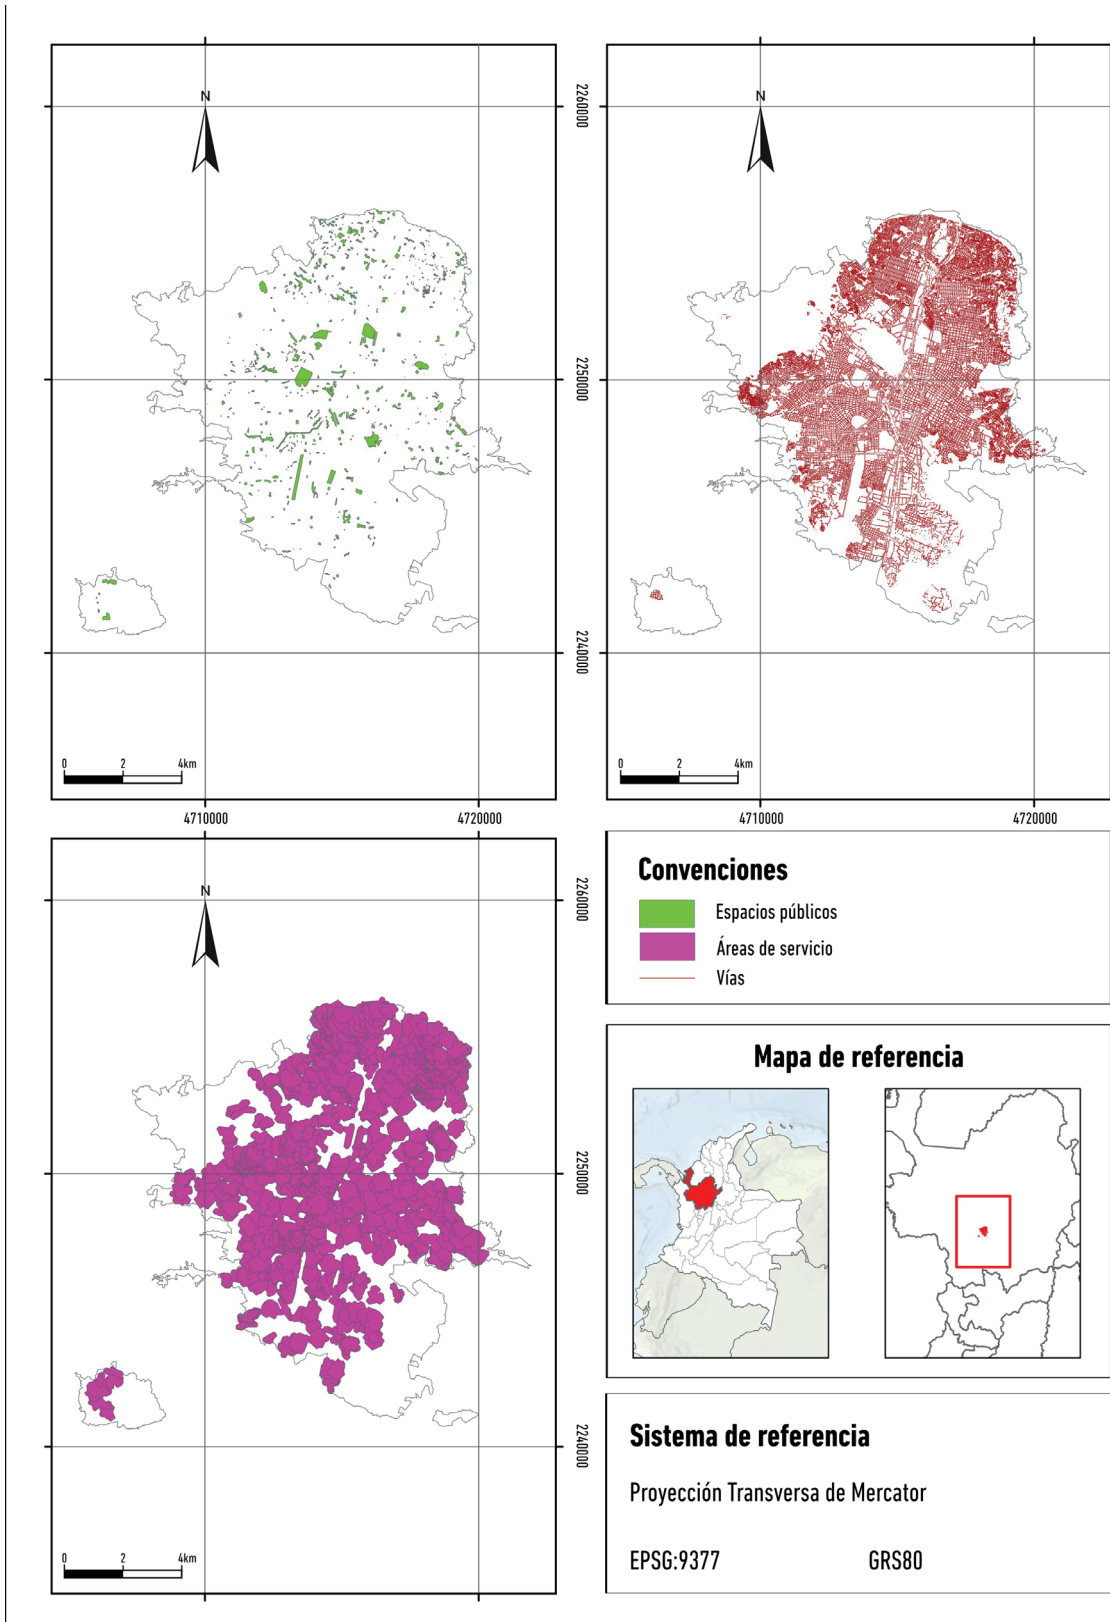 N
2260000
2250000
2240000
0 2 4km
4710000 4720000
N
0 2 4km
4710000 4720000
N
2260000
2250000
2240000
0 2 4km
Convenciones
Espacios públicos
Áreas de servicio
Vías
Mapa de referencia
Sistema de referencia
Proyección Transversa de Mercator
EPSG:9377 GRS80